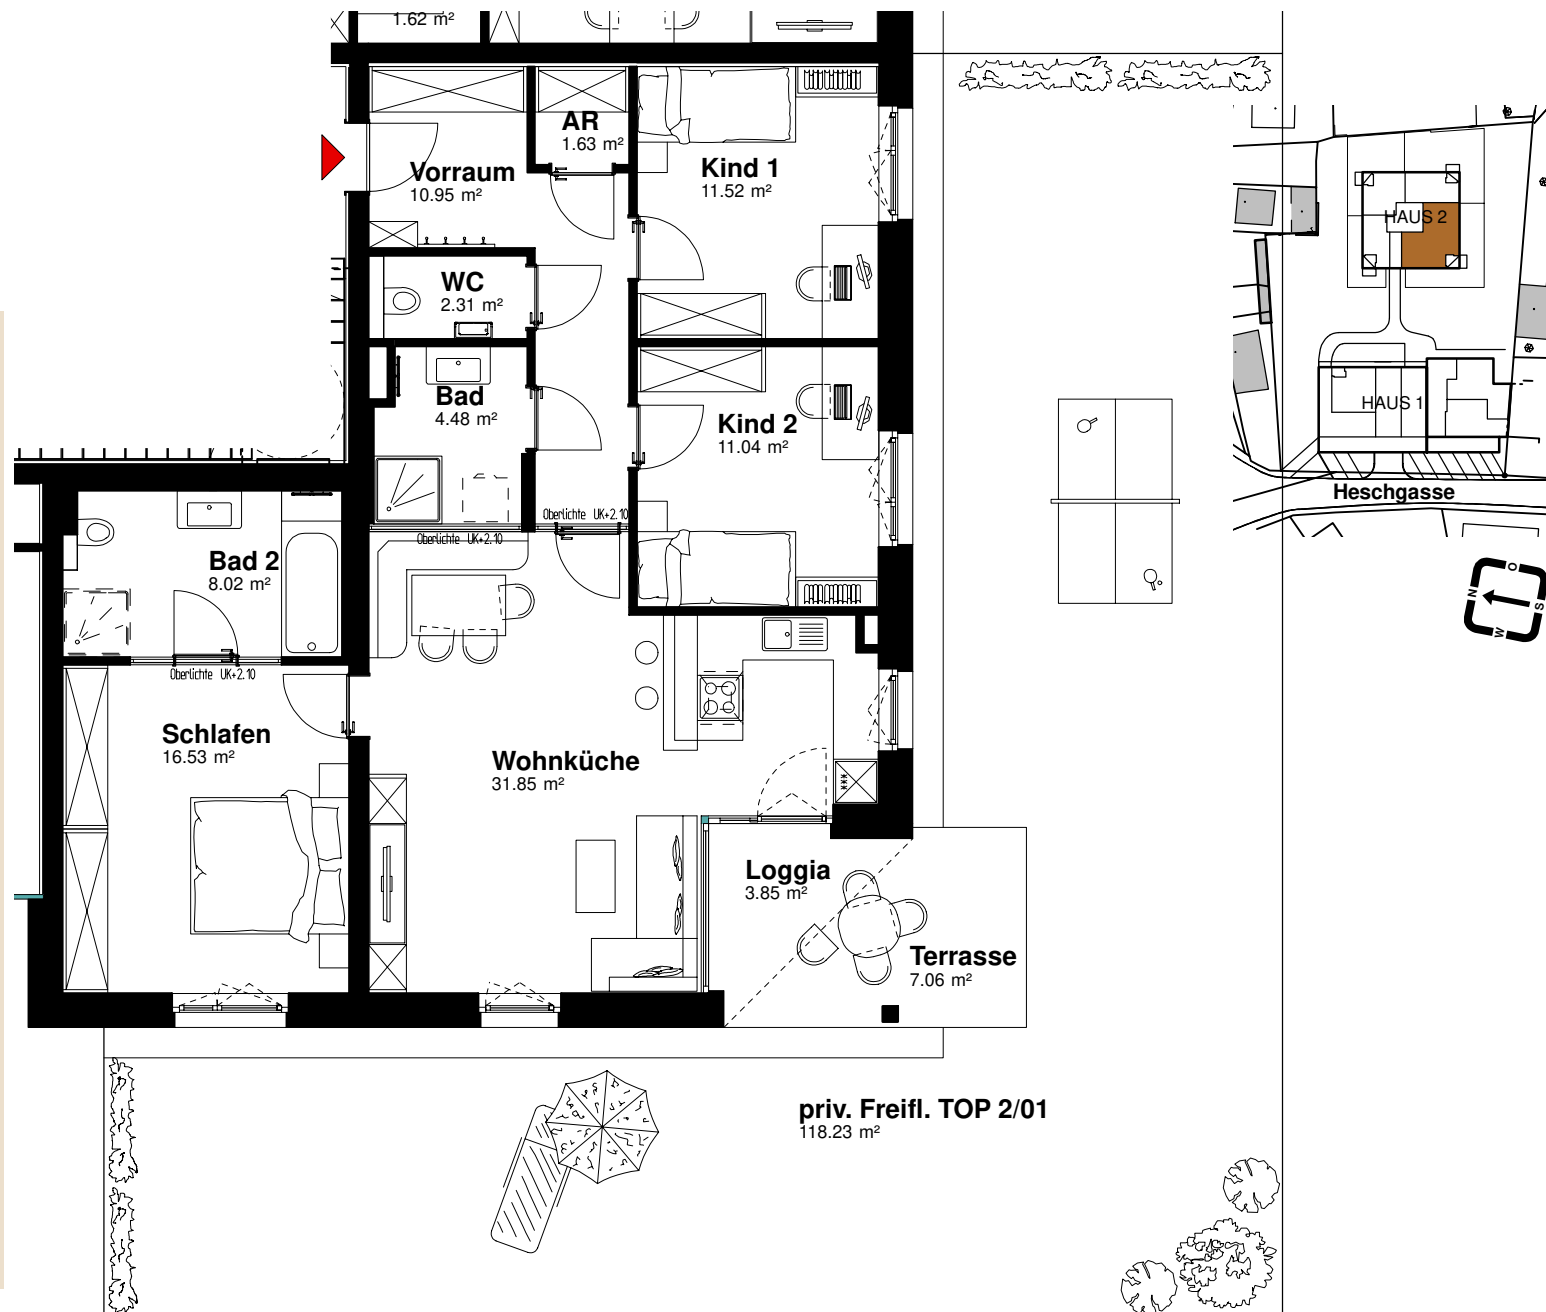 1.62 m²
AR
1.63 m²
Vorraum
10.95 m²
Kind 1
11.52 m²
WC
2.31 m²
Bad
4.48 m²
Kind 2
11.04 m²
Oberlichte UK+2.10
Oberlichte UK+2.10
Bad 2
8.02 m²
Oberlichte UK+2.10
Schlafen
16.53 m²
Wohnküche
31.85 m²
Loggia
3.85 m²
Terrasse
7.06 m²
priv. Freifl. TOP 2/01
118.23 m²
HAUS 2
HAUS 1
Heschgasse
N
O
S
W